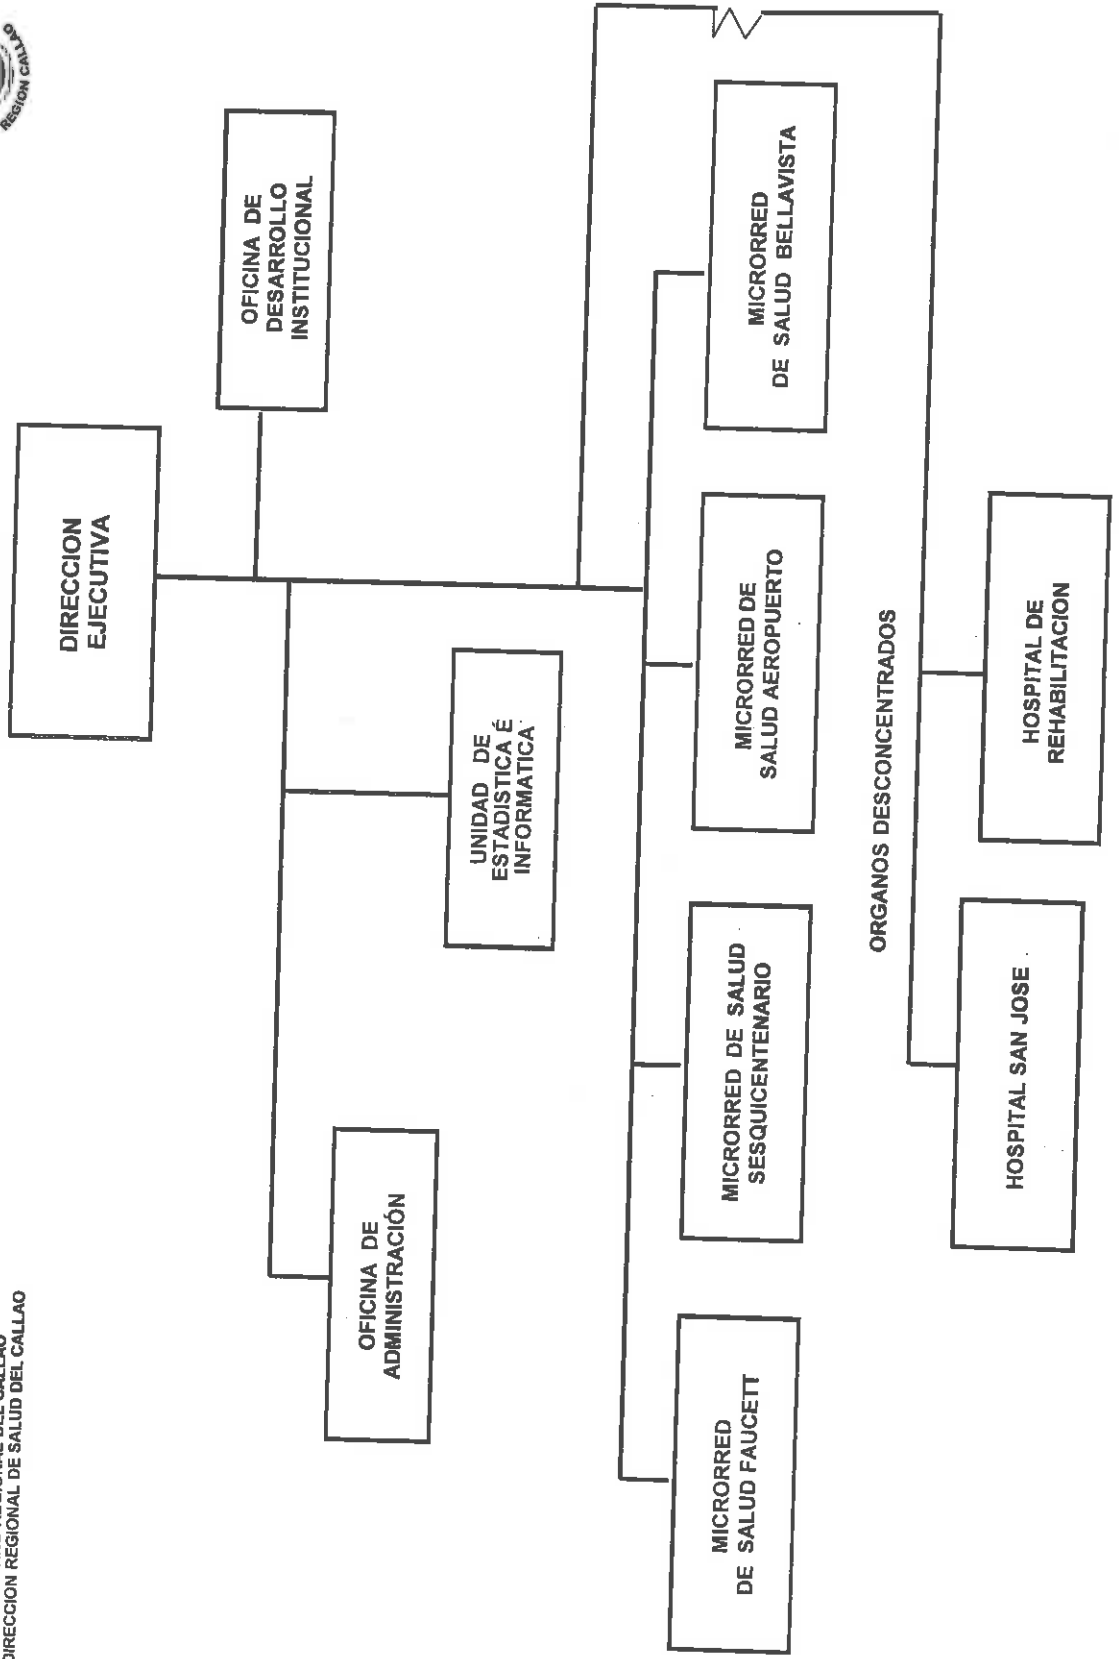 DIRECCION REGIONAL DE SALUD DEL CALLAO
REGION CALLAO
DIRECCION
EJECUTIVA
OFICINA DE
DESARROLLO
INSTITUCIONAL
OFICINA DE
ADMINISTRACIÓN
UNIDAD DE
ESTADISTICA É
INFORMATICA
MICRORRED
DE SALUD FAUCETT
MICRORRED DE SALUD
SESQUICENTENARIO
MICRORRED DE
SALUD AEROPUERTO
MICRORRED
DE SALUD BELLAVISTA
ORGANOS DESCONCENTRADOS
HOSPITAL SAN JOSE
HOSPITAL DE
REHABILITACION